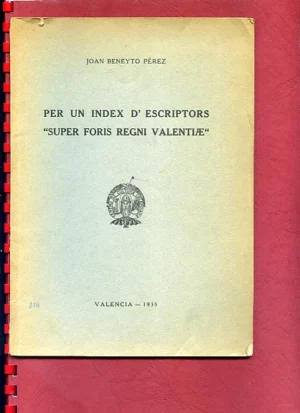 JOAN BENEYTO PÉREZ
PER UN INDEX D' ESCRIPTORS
"SUPER FORIS REGNI VALENTIÆ"
VALENCIA — 1935